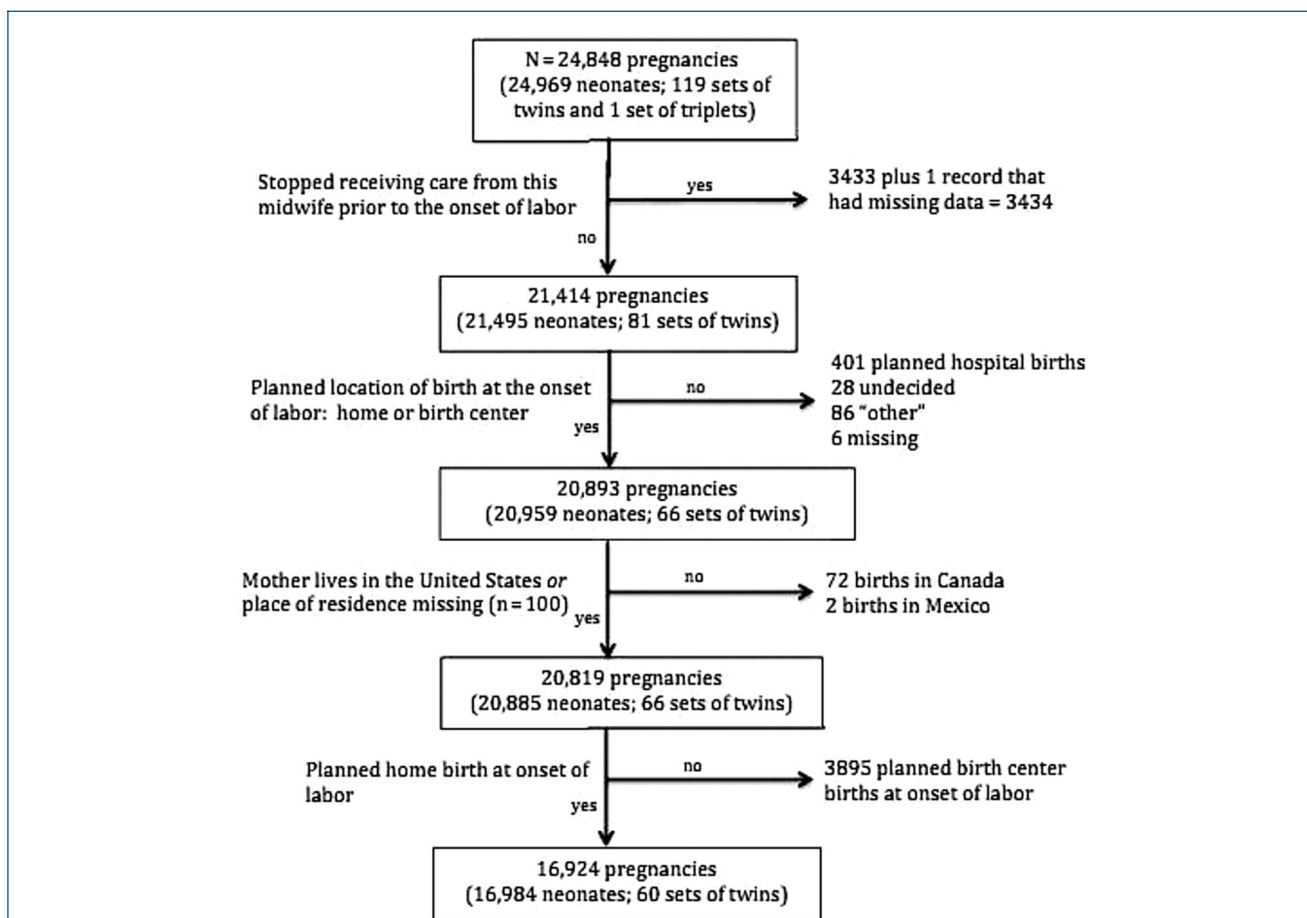 N = 24,848 pregnancies
(24,969 neonates; 119 sets of
twins and 1 set of triplets)
Stopped receiving care from this
midwife prior to the onset of labor
yes
3433 plus 1 record that
had missing data = 3434
no
21,414 pregnancies
(21,495 neonates; 81 sets of twins)
Planned location of birth at the onset
of labor: home or birth center
no
401 planned hospital births
28 undecided
86 "other"
6 missing
yes
20,893 pregnancies
(20,959 neonates; 66 sets of twins)
Mother lives in the United States or
place of residence missing (n = 100)
no
72 births in Canada
2 births in Mexico
yes
20,819 pregnancies
(20,885 neonates; 66 sets of twins)
Planned home birth at onset of
labor
no
3895 planned birth center
births at onset of labor
yes
16,924 pregnancies
(16,984 neonates; 60 sets of twins)